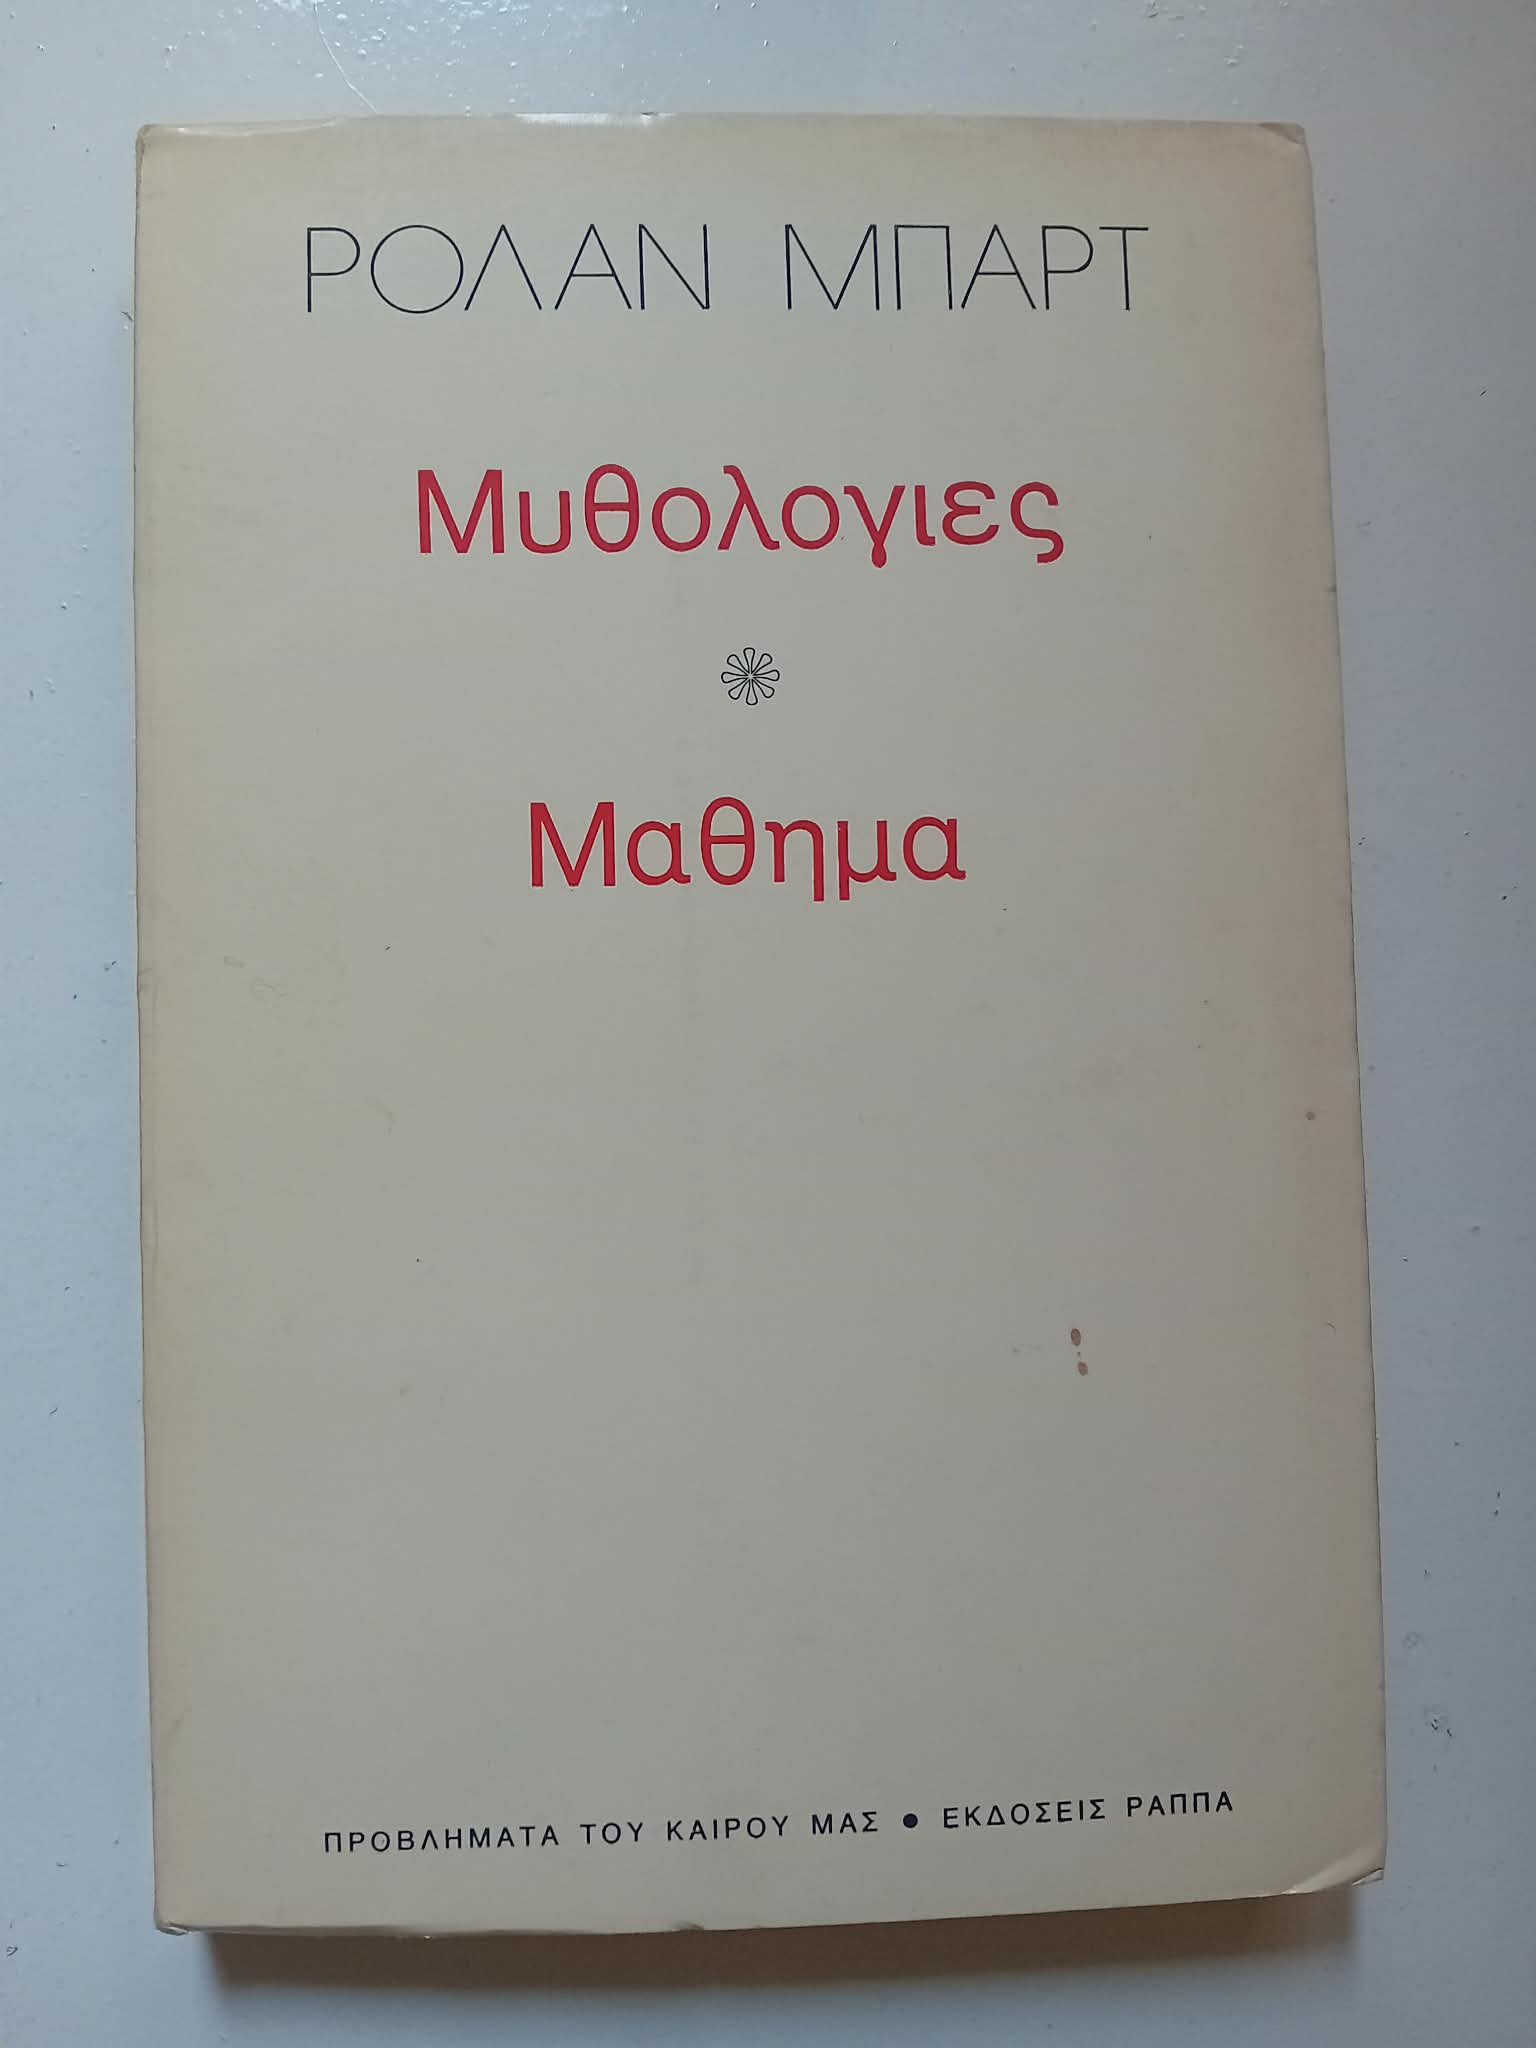 ΡΟΛΑΝ ΜΠΑΡΤ
Μυθολογιες
Μαθημα
ΠΡΟΒΛΗΜΑΤΑ ΤΟΥ ΚΑΙΡΟΥ ΜΑΣ • ΕΚΔΟΣΕΙΣ ΡΑΠΠΑ